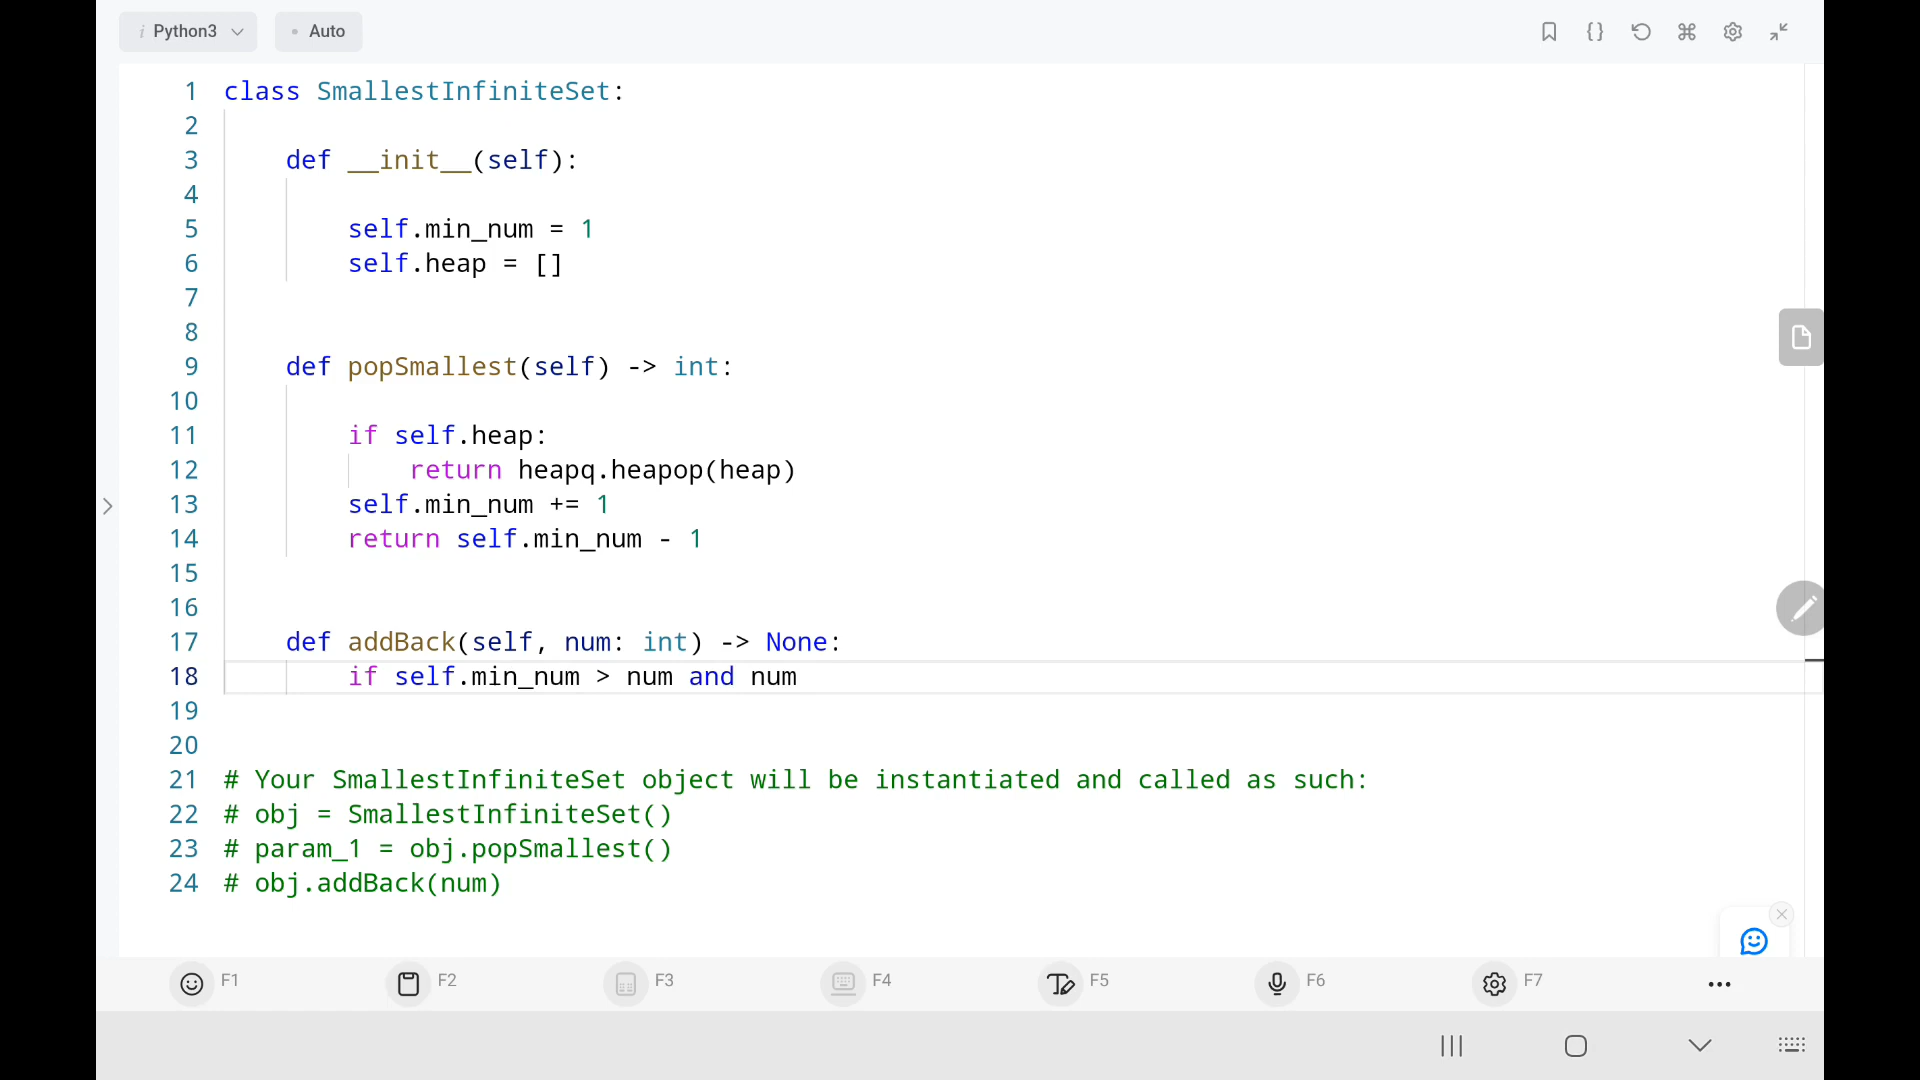 i Python3
Auto
1 class SmallestInfiniteSet:
2
3     def __init__(self):
4
5         self.min_num = 1
6         self.heap = []
7
8
9     def popSmallest(self) -> int:
10
11         if self.heap:
12             return heapq.heapop(heap)
13         self.min_num += 1
14         return self.min_num - 1
15
16
17     def addBack(self, num: int) -> None:
18         if self.min_num > num and num
19
20
21 # Your SmallestInfiniteSet object will be instantiated and called as such:
22 # obj = SmallestInfiniteSet()
23 # param_1 = obj.popSmallest()
24 # obj.addBack(num)
F1 F2 F3 F4 F5 F6 F7